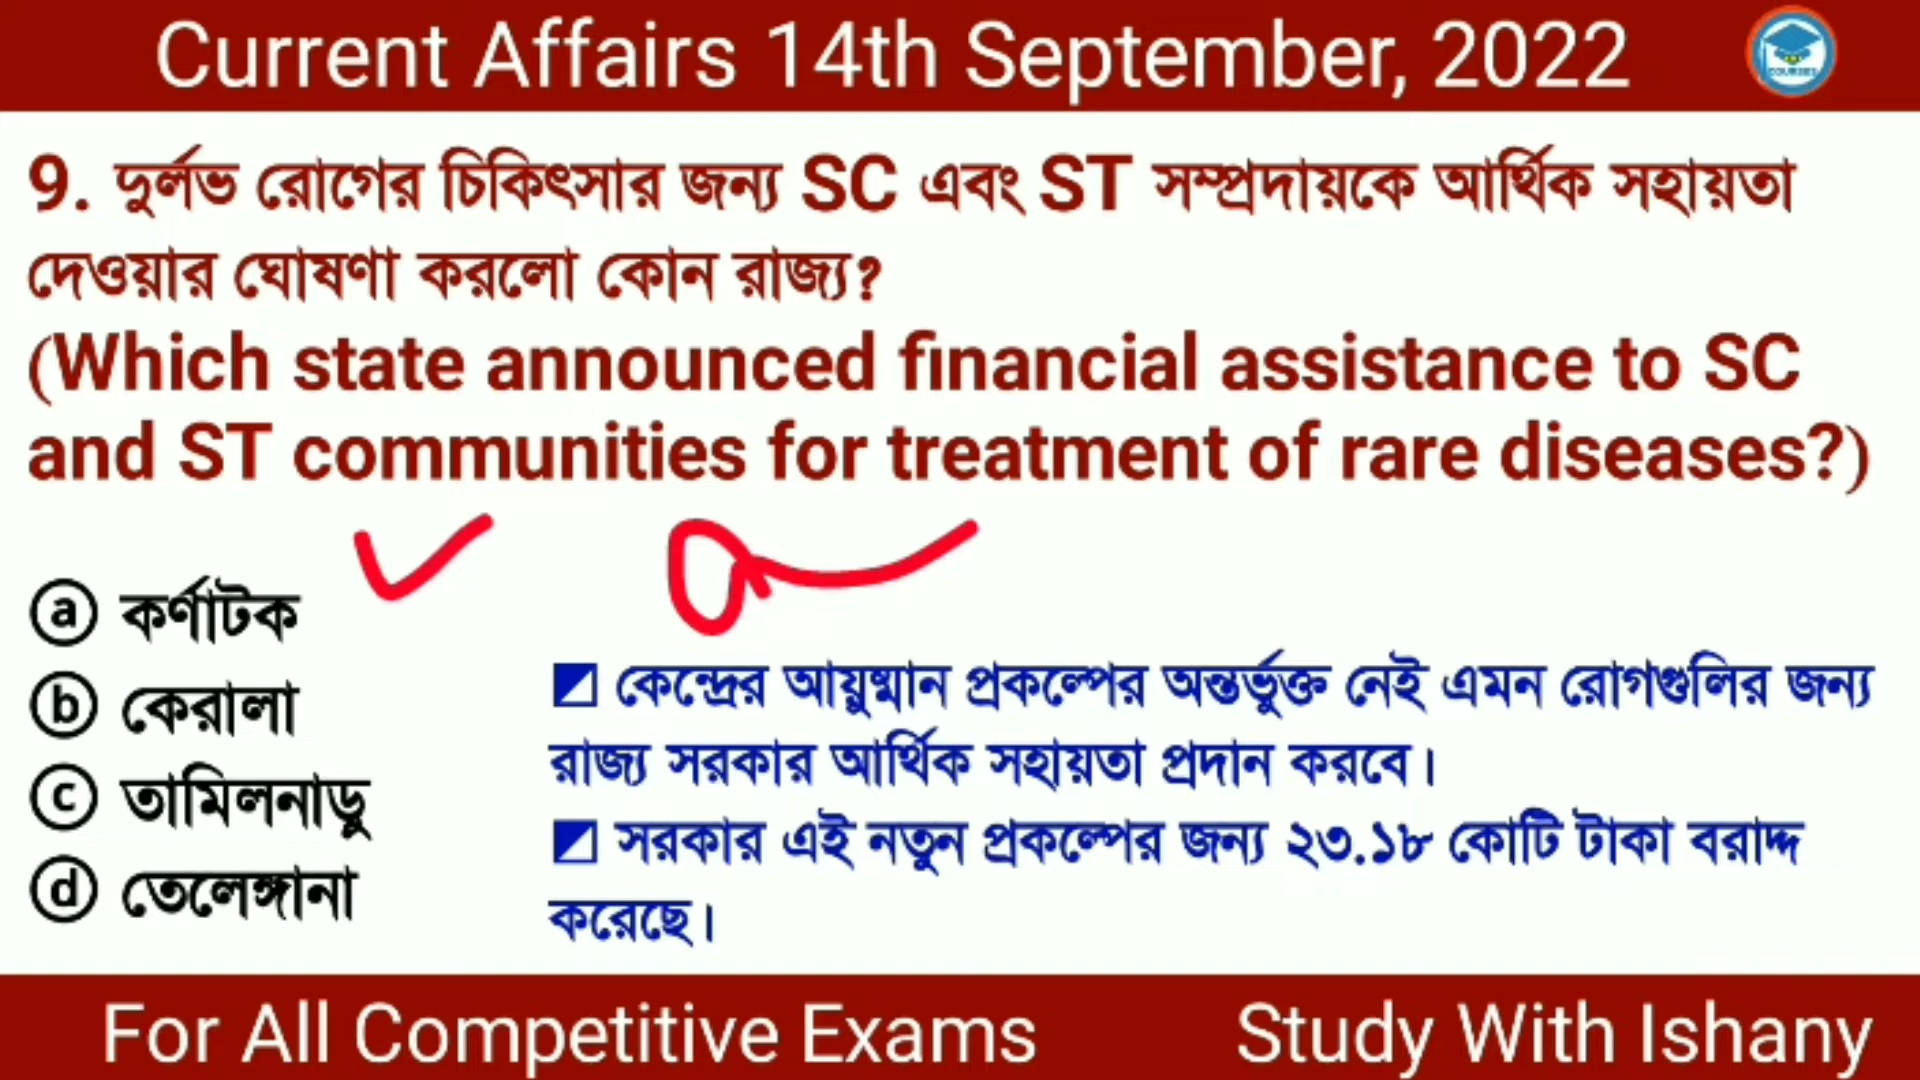 Current Affairs 14th September, 2022
COURSES
9. দুর্লভ রোগের চিকিৎসার জন্য SC এবং ST সম্প্রদায়কে আর্থিক সহায়তা
দেওয়ার ঘোষণা করলো কোন রাজ্য?
(Which state announced financial assistance to SC
and ST communities for treatment of rare diseases?)
ⓐ কর্ণাটক
ⓑ কেরালা
ⓒ তামিলনাড়ু
ⓓ তেলেঙ্গানা
কেন্দ্রের আয়ুষ্মান প্রকল্পের অন্তর্ভুক্ত নেই এমন রোগগুলির জন্য
রাজ্য সরকার আর্থিক সহায়তা প্রদান করবে।
সরকার এই নতুন প্রকল্পের জন্য ২৩.১৮ কোটি টাকা বরাদ্দ
করেছে।
For All Competitive Exams
Study With Ishany